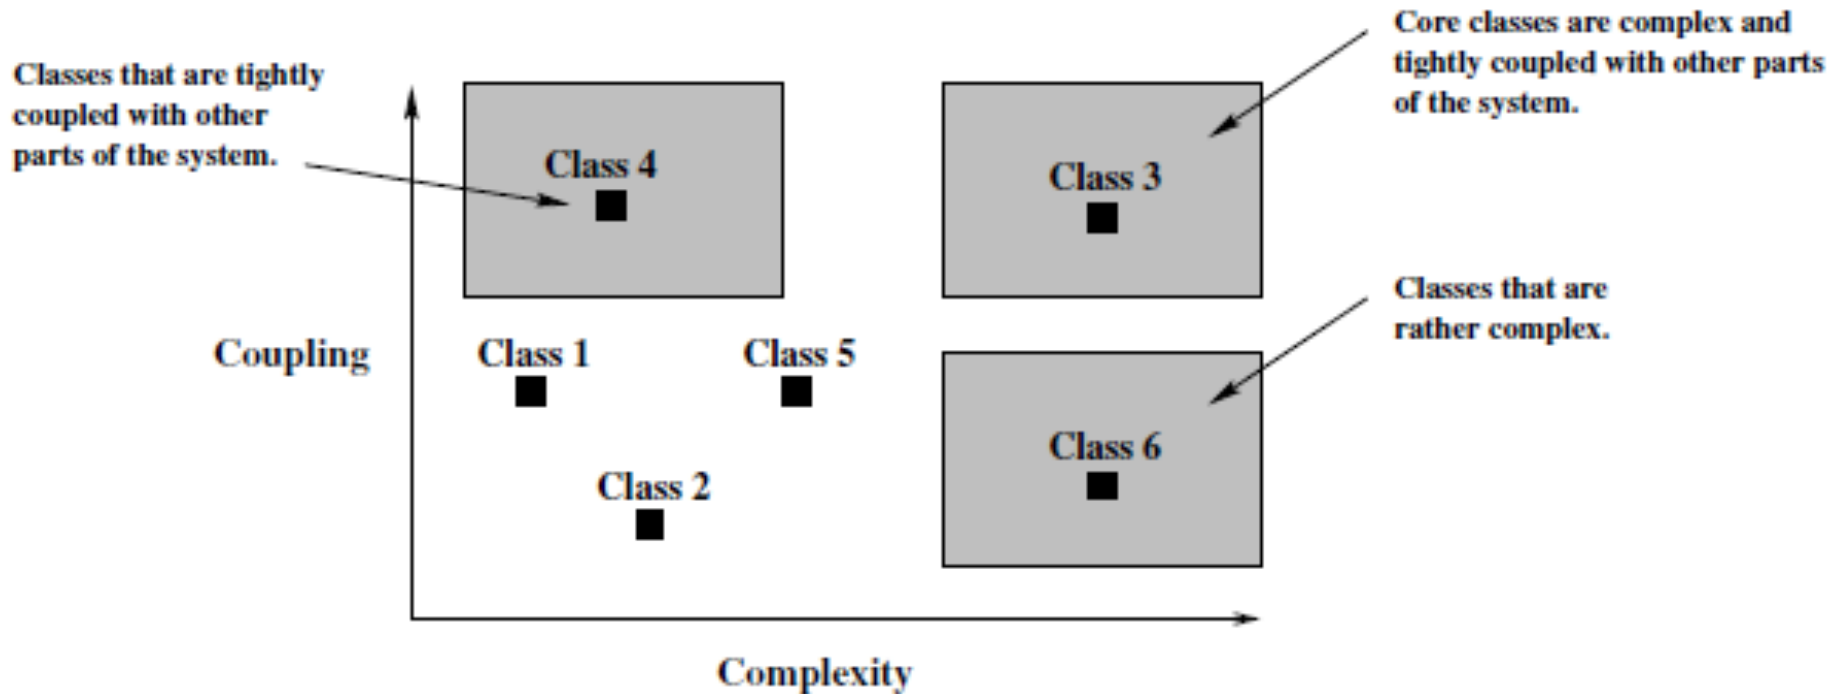 Core classes are complex and
tightly coupled with other parts
of the system.
Classes that are tightly
coupled with other
parts of the system.
Class 4
Class 3
Classes that are
rather complex.
Coupling
Class 1
Class 5
Class 6
Class 2
Complexity